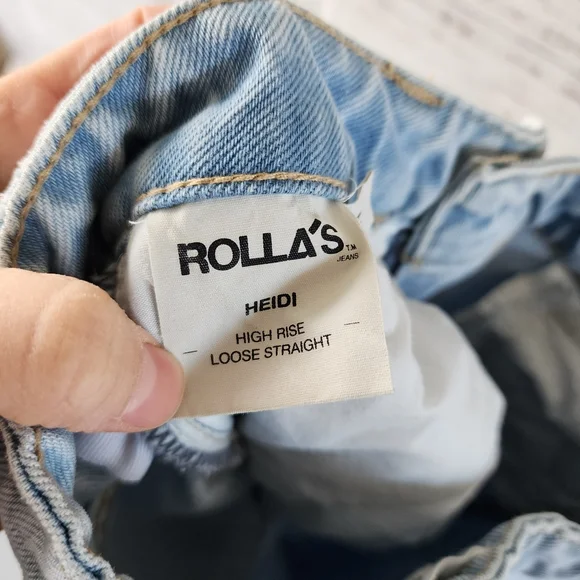 ROLLA'S TM
JEANS
HEIDI
HIGH RISE
LOOSE STRAIGHT